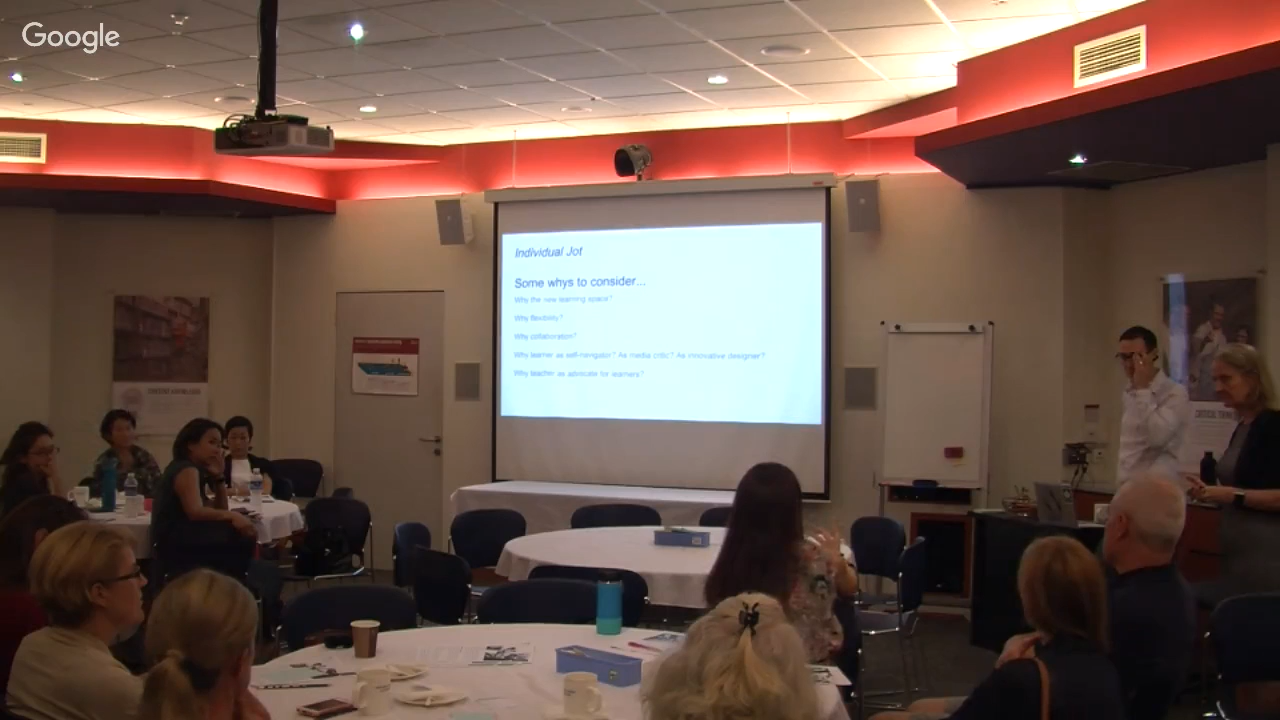 Google
Individual Jot
Some whys to consider...
Why the new learning space?
Why flexibility?
Why collaboration?
Why learner as self-navigator? As media critic? As innovative designer?
Why teacher as advocate for learners?